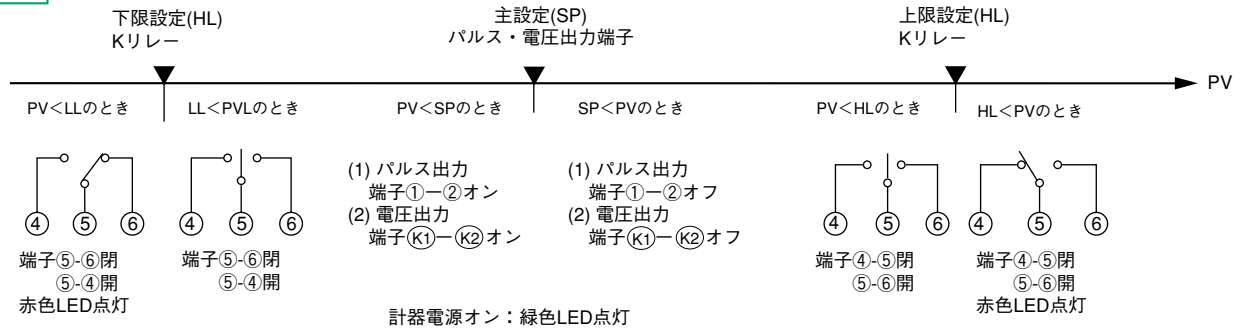 下限設定(HL)
Kリレー
主設定(SP)
パルス・電圧出力端子
上限設定(HL)
Kリレー
PV
PV<LLのとき
LL<PVLのとき
PV<SPのとき
SP<PVのとき
PV<HLのとき
HL<PVのとき
④ ⑤ ⑥
端子⑤-⑥閉
⑤-④開
赤色LED点灯
④ ⑤ ⑥
端子⑤-⑥閉
⑤-④開
(1) パルス出力
端子①ー②オン
(2) 電圧出力
端子K1ーK2オン
(1) パルス出力
端子①ー②オフ
(2) 電圧出力
端子K1ーK2オフ
④ ⑤ ⑥
端子④-⑤閉
⑤-⑥開
④ ⑤ ⑥
端子④-⑤閉
⑤-⑥開
赤色LED点灯
計器電源オン：緑色LED点灯